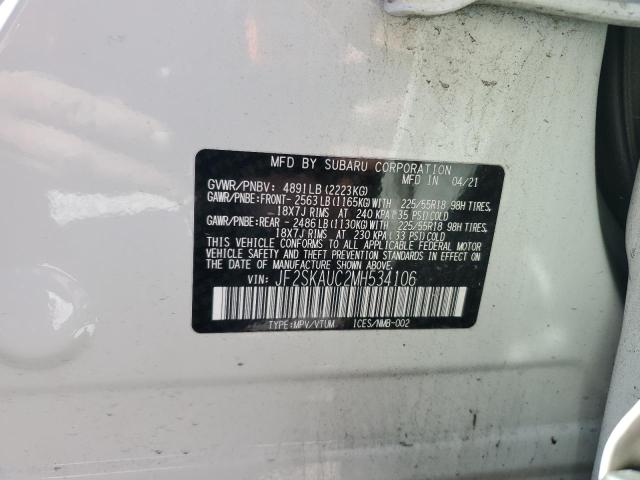 MFD BY SUBARU CORPORATION
MFD IN 04/21
GVWR/PNBV: 4891LB(2223KG)
GAWR/PNBE:FRONT-2563LB(1165KG)WITH 225/55R18 98H TIRES,
18X7J RIMS AT 240 KPA(35 PSI)COLD
GAWR/PNBE:REAR -2486LB(1130KG)WITH 225/55R18 98H TIRES,
18X7J RIMS AT 230 KPA(33 PSI)COLD
THIS VEHICLE CONFORMS TO ALL APPLICABLE FEDERAL MOTOR
VEHICLE SAFETY AND THEFT PREVENTION STANDARDS IN EFFECT ON
THE DATE OF MANUFACTURE SHOWN ABOVE.
VIN: JF2SKAUC2MH534106
TYPE:MPV/VTUM ICES/NMB-002